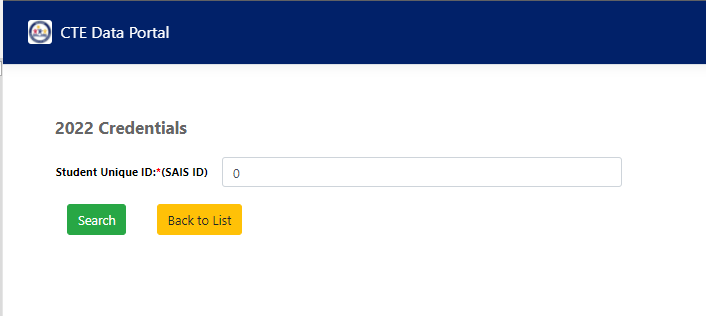 CTE Data Portal
2022 Credentials
Student Unique ID:*(SAIS ID)
0
Search
Back to List